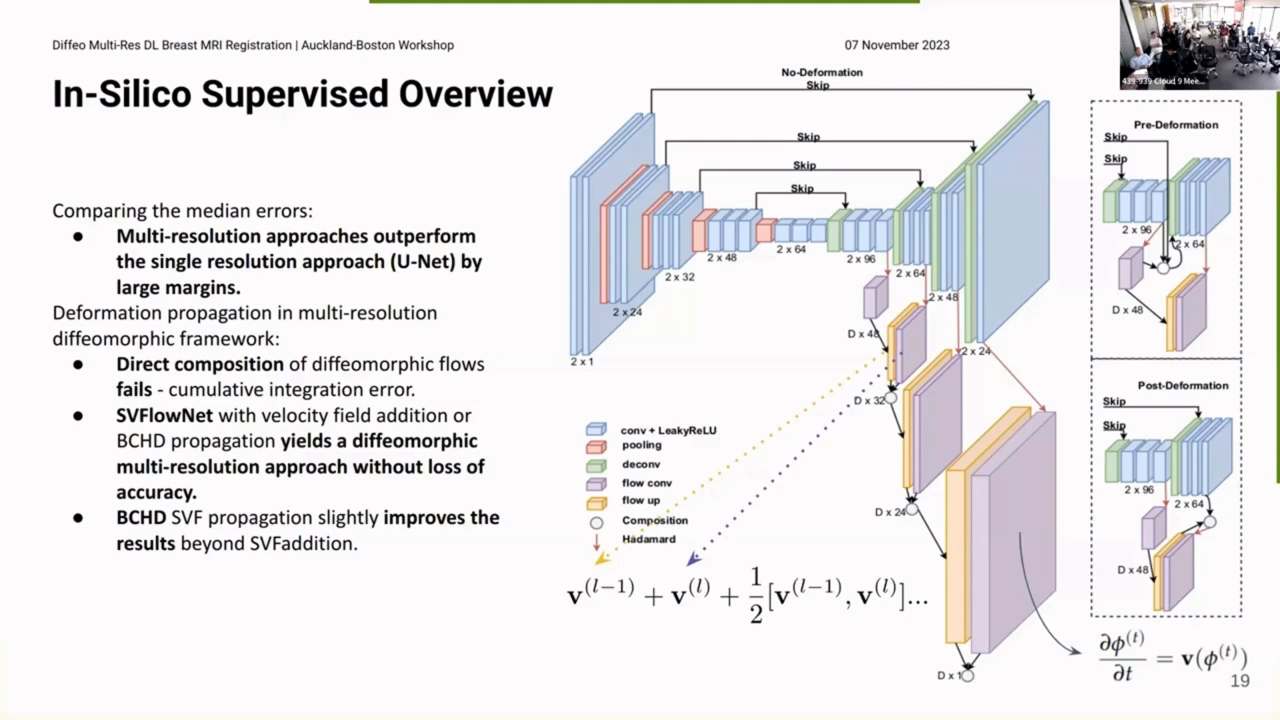 Diffeo Multi-Res DL Breast MRI Registration | Auckland-Boston Workshop
07 November 2023
439-939 Cloud 9 Mee...
In-Silico Supervised Overview
Comparing the median errors:
● Multi-resolution approaches outperform
the single resolution approach (U-Net) by
large margins.
Deformation propagation in multi-resolution
diffeomorphic framework:
● Direct composition of diffeomorphic flows
fails - cumulative integration error.
● SVFlowNet with velocity field addition or
BCHD propagation yields a diffeomorphic
multi-resolution approach without loss of
accuracy.
● BCHD SVF propagation slightly improves the
results beyond SVFaddition.
No-Deformation
Skip
Skip
Skip
Skip
2 x 1
2 x 24
2 x 32
2 x 48
2 x 64
2 x 96
2 x 64
2 x 48
2 x 24
D x 48
D x 32
D x 24
D x 1
conv + LeakyReLU
pooling
deconv
flow conv
flow up
Composition
Hadamard
v^(l−1) + v^(l) + 1/2[v^(l−1), v^(l)]...
Pre-Deformation
Skip
Skip
2 x 96
2 x 64
D x 48
Post-Deformation
Skip
Skip
2 x 96
2 x 64
D x 48
∂ϕ^(t)/∂t = v(ϕ^(t))
19